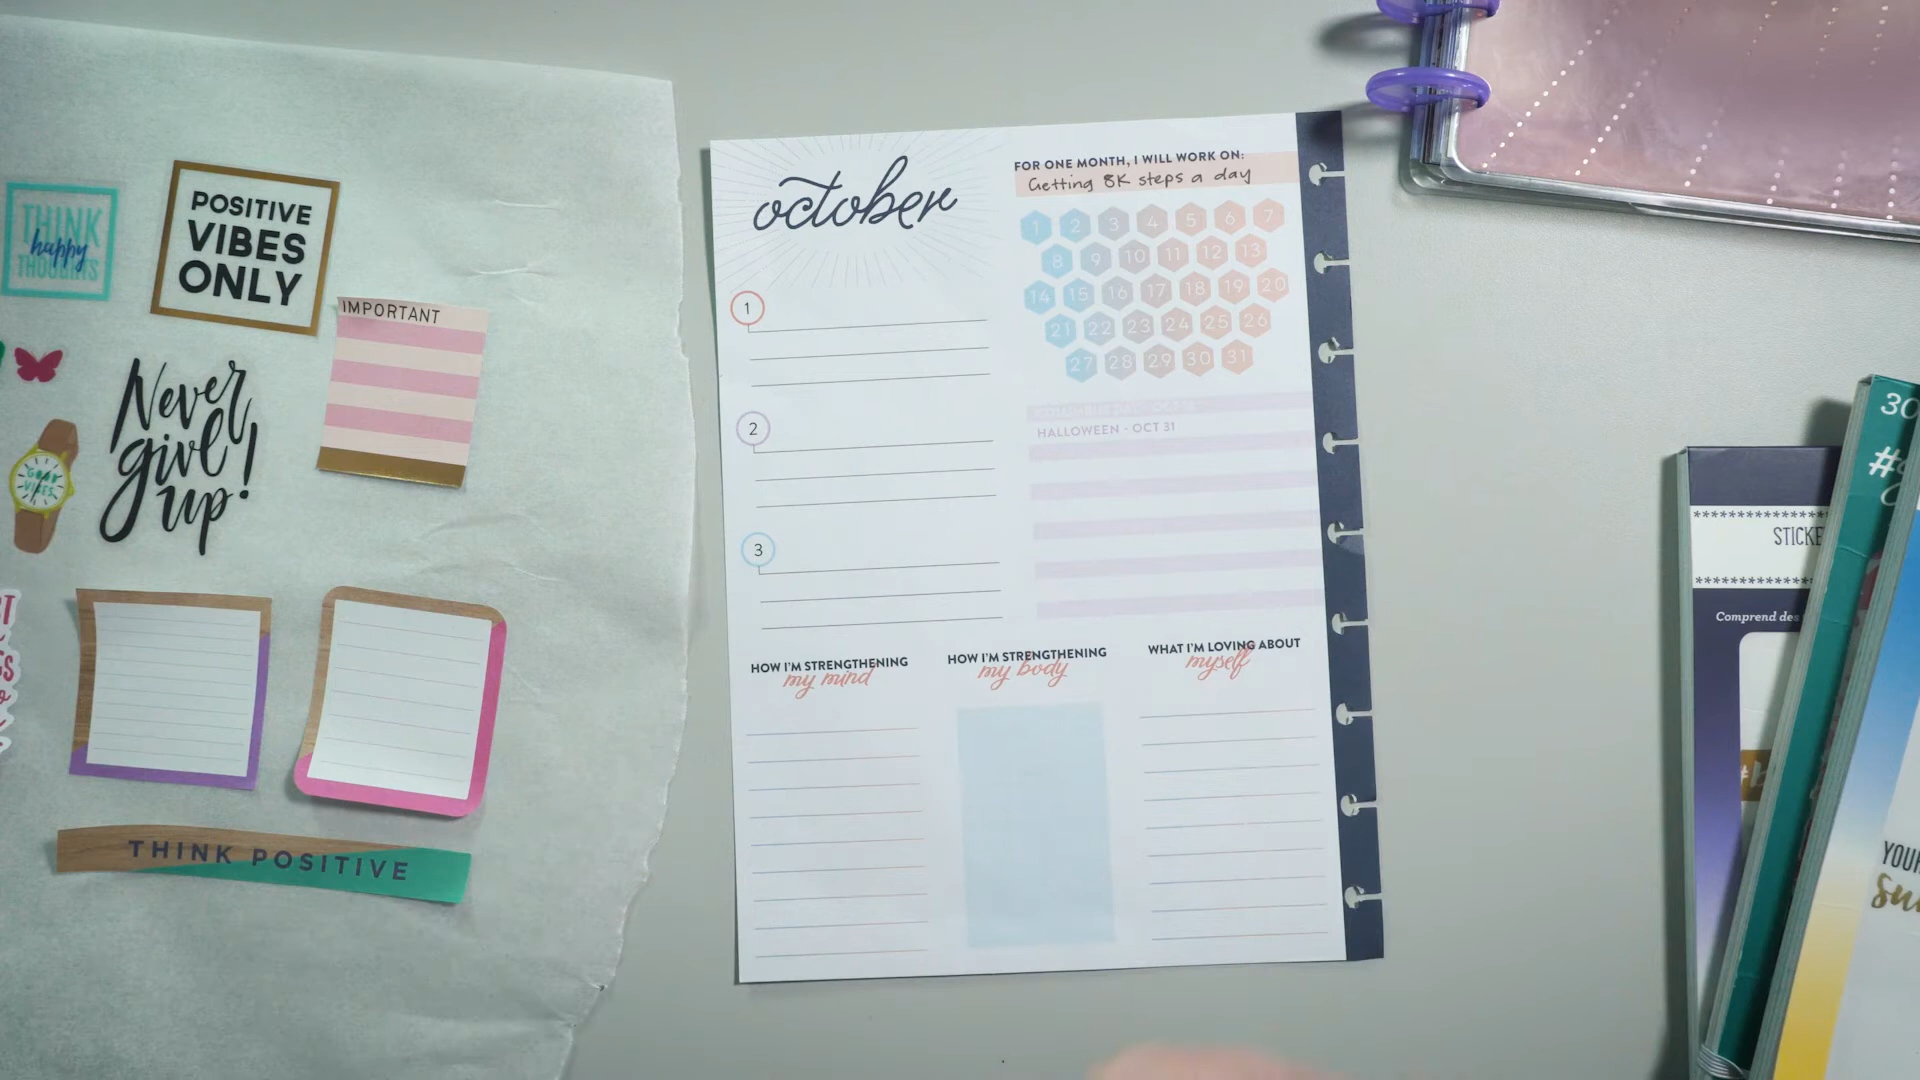 THINK
happy
THOUGHTS
POSITIVE
VIBES
ONLY
IMPORTANT
Never
give
up!
GOOD
VIBES
THINK POSITIVE
october
1
2
3
FOR ONE MONTH, I WILL WORK ON:
Getting 8K steps a day
1 2 3 4 5 6 7
8 9 10 11 12 13
14 15 16 17 18 19 20
21 22 23 24 25 26
27 28 29 30 31
HALLOWEEN - OCT 31
HOW I'M STRENGTHENING
my mind
HOW I'M STRENGTHENING
my body
WHAT I'M LOVING ABOUT
myself
30
STICKE
Comprend des
YOUR